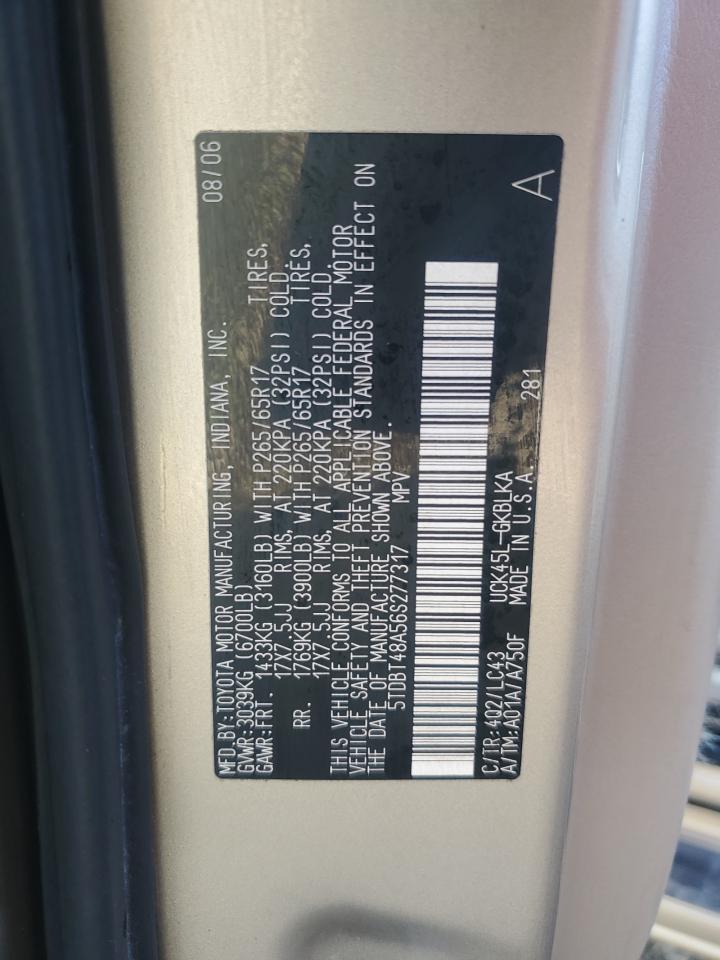 MFD.BY:TOYOTA MOTOR MANUFACTURING, INDIANA, INC. 08/06
GVWR:3039KG (6700LB)
GAWR:FRT. 1433KG (3160LB) WITH P265/65R17 TIRES,
17X7.5JJ RIMS, AT 220KPA (32PSI) COLD.
RR. 1769KG (3900LB) WITH P265/65R17 TIRES,
17X7.5JJ RIMS, AT 220KPA (32PSI) COLD.
THIS VEHICLE CONFORMS TO ALL APPLICABLE FEDERAL MOTOR
VEHICLE SAFETY AND THEFT PREVENTION STANDARDS IN EFFECT ON
THE DATE OF MANUFACTURE SHOWN ABOVE.
5TDBT48A56S277317 MPV
C/TR:4Q2/LC43 UCK45L-GKBLKA A
A/TM:A01A/A750F MADE IN U.S.A. 281